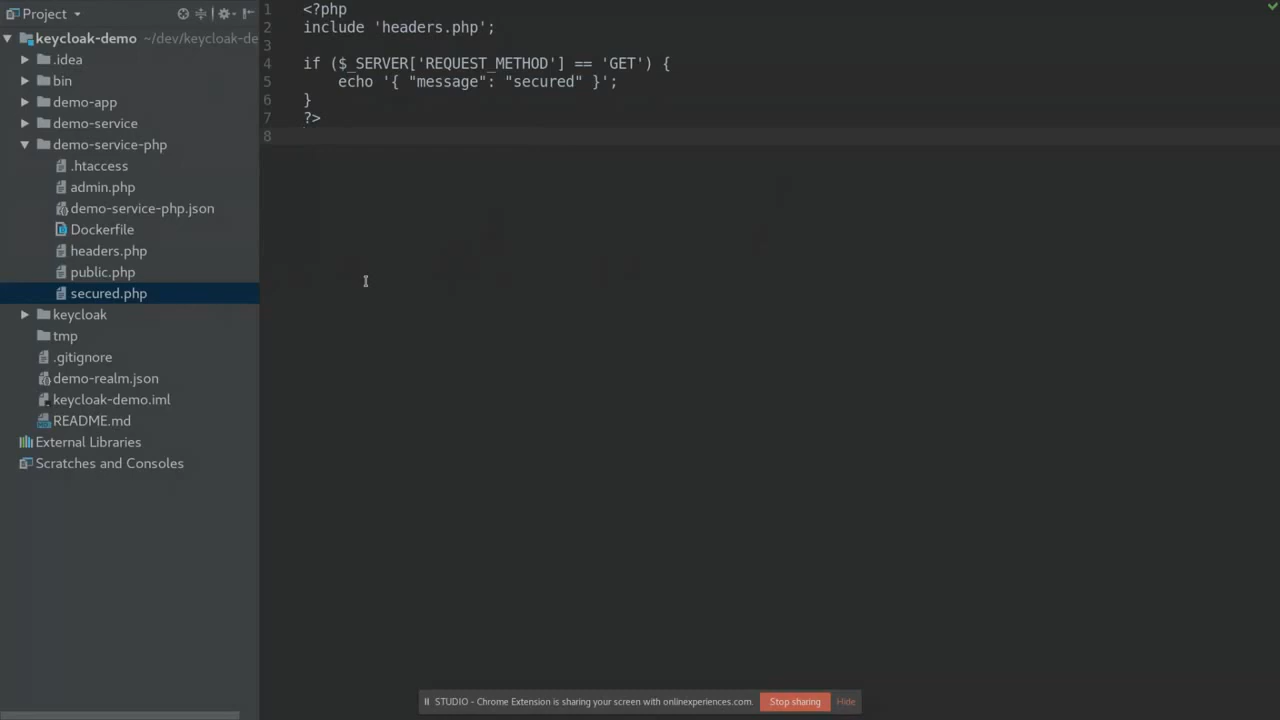 Project
keycloak-demo ~/dev/keycloak-de
.idea
bin
demo-app
demo-service
demo-service-php
.htaccess
admin.php
demo-service-php.json
Dockerfile
headers.php
public.php
secured.php
keycloak
tmp
.gitignore
demo-realm.json
keycloak-demo.iml
README.md
External Libraries
Scratches and Consoles
1 <?php
2 include 'headers.php';
3
4 if ($_SERVER['REQUEST_METHOD'] == 'GET') {
5 echo '{ "message": "secured" }';
6 }
7 ?>
8
STUDIO - Chrome Extension is sharing your screen with onlinexperiences.com. Stop sharing Hide